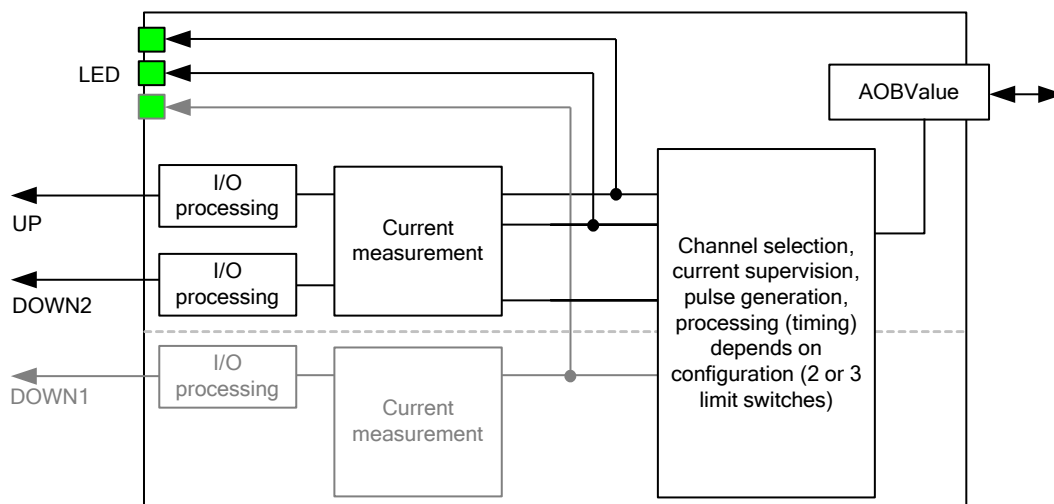 LED
AOBValue
I/O
processing
UP
Current
measurement
I/O
processing
DOWN2
Channel selection,
current supervision,
pulse generation,
processing (timing)
depends on
configuration (2 or 3
limit switches)
I/O
processing
DOWN1
Current
measurement